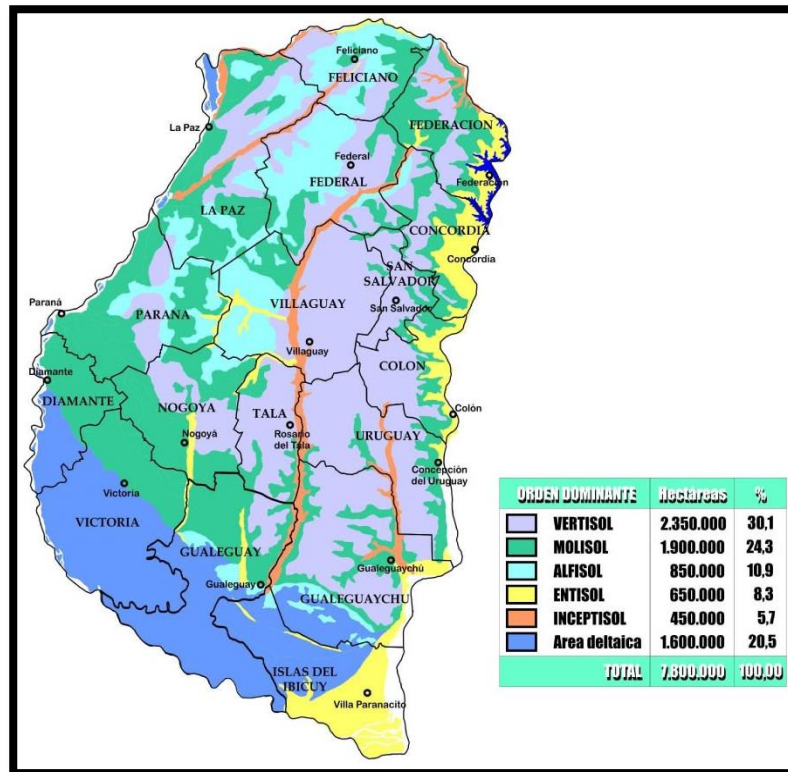 Feliciano
FELICIANO
FEDERACION
La Paz
Federal
FEDERAL
Federacion
LA PAZ
CONCORDIA
Concordia
SAN
SALVADOR
San Salvador
Paraná
PARANA
VILLAGUAY
Villaguay
COLON
Diamante
DIAMANTE
NOGOYA
TALA
Colón
Rosario
del Tala
URUGUAY
Nogoyá
Concepción
del Uruguay
Victoria
VICTORIA
GUALEGUAY
Gualeguaychú
Gualeguay
GUALEGUAYCHU
ISLAS DEL
IBICUY
Villa Paranacito
ORDEN DOMINANTE Hectáreas %
VERTISOL 2.350.000 30,1
MOLISOL 1.900.000 24,3
ALFISOL 850.000 10,9
ENTISOL 650.000 8,3
INCEPTISOL 450.000 5,7
Area deltaica 1.600.000 20,5
TOTAL 7.800.000 100,00